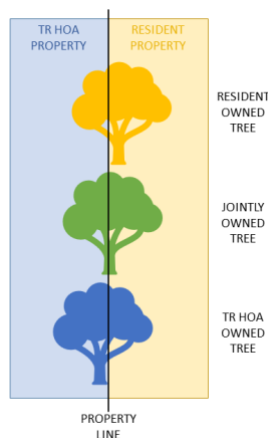 TR HOA
PROPERTY
RESIDENT
PROPERTY
RESIDENT
OWNED
TREE
JOINTLY
OWNED
TREE
TR HOA
OWNED
TREE
PROPERTY
LINE